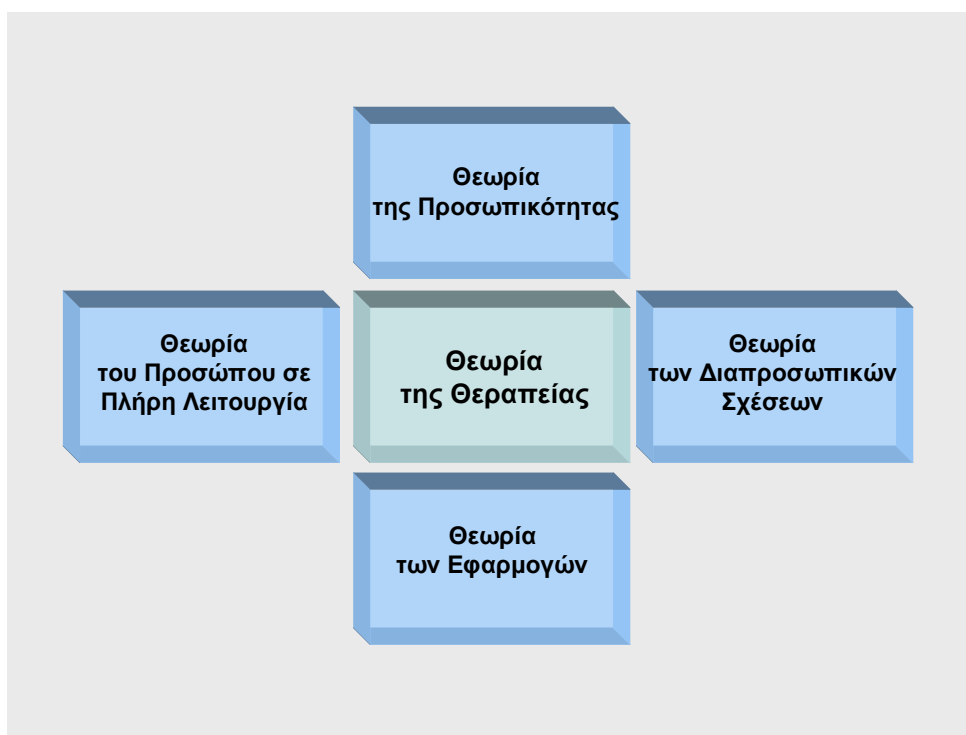 Θεωρία
της Προσωπικότητας
Θεωρία
του Προσώπου σε
Πλήρη Λειτουργία
Θεωρία
της Θεραπείας
Θεωρία
των Διαπροσωπικών
Σχέσεων
Θεωρία
των Εφαρμογών